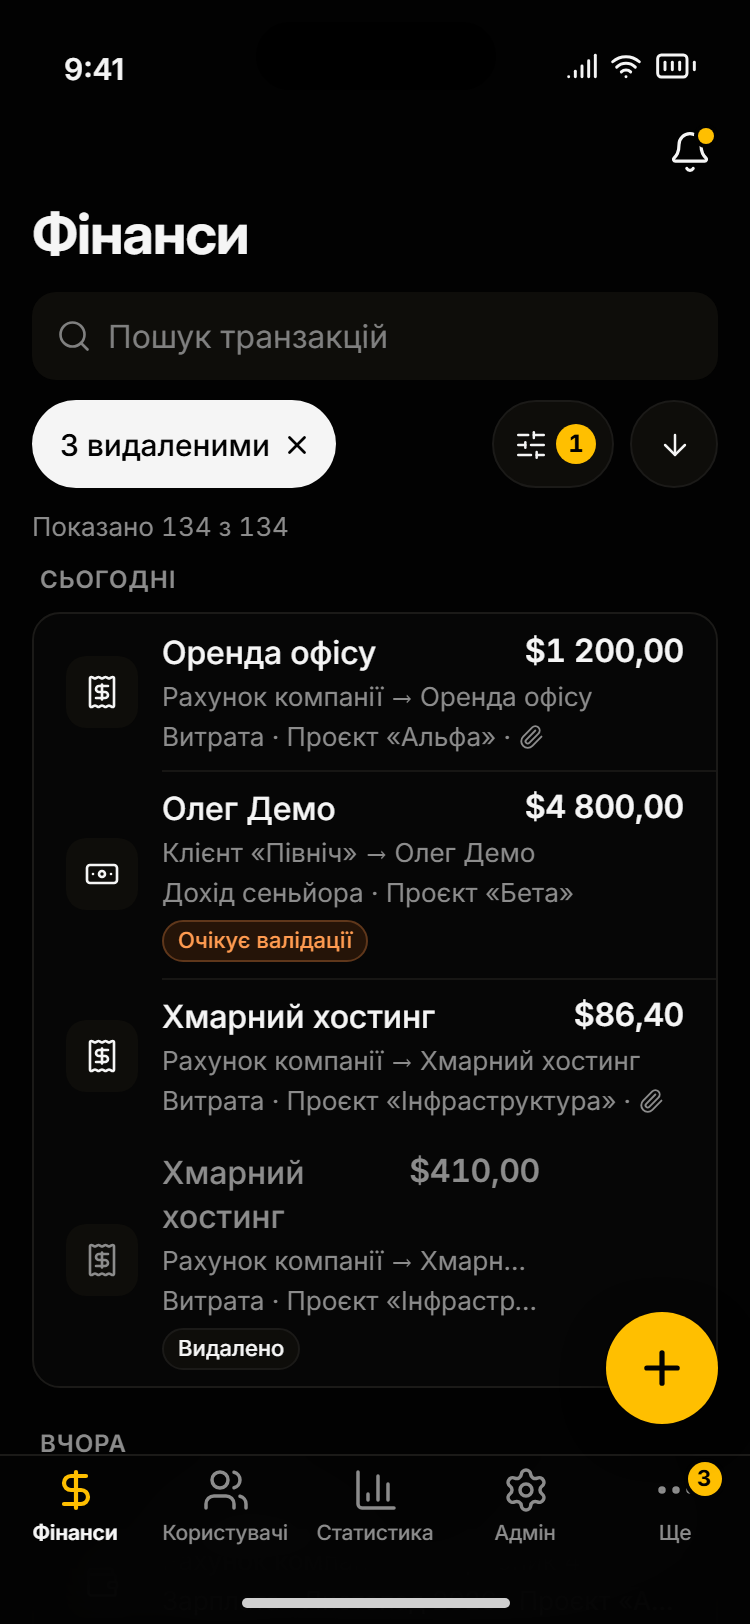 9:41
Фінанси
Пошук транзакцій
З видаленими
1
Показано 134 з 134
СЬОГОДНІ
Оренда офісу $1 200,00
Рахунок компанії → Оренда офісу
Витрата · Проєкт «Альфа» ·
Олег Демо $4 800,00
Клієнт «Північ» → Олег Демо
Дохід сеньйора · Проєкт «Бета»
Очікує валідації
Хмарний хостинг $86,40
Рахунок компанії → Хмарний хостинг
Витрата · Проєкт «Інфраструктура» ·
Хмарний $410,00
хостинг
Рахунок компанії → Хмарн...
Витрата · Проєкт «Інфрастр...
Видалено
ВЧОРА
3
Фінанси Користувачі Статистика Адмін Ще